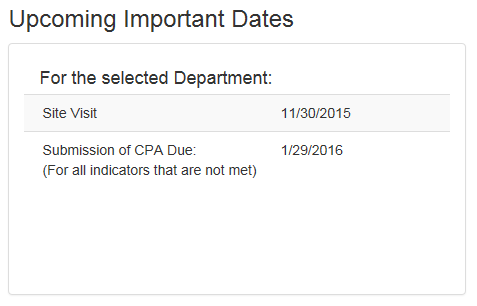 Upcoming Important Dates
For the selected Department:
Site Visit 11/30/2015
Submission of CPA Due: 1/29/2016
(For all indicators that are not met)